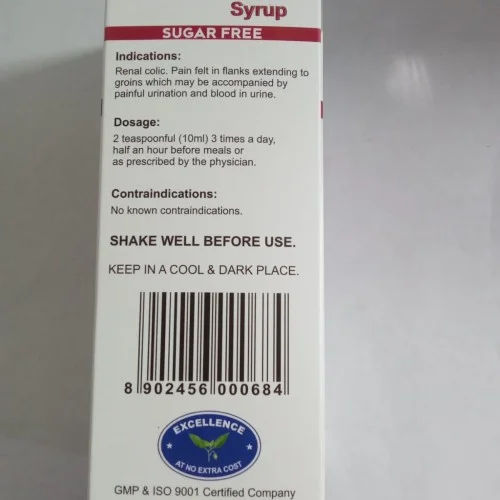 Syrup
SUGAR FREE
Indications:
Renal colic. Pain felt in flanks extending to
groins which may be accompanied by
painful urination and blood in urine.
Dosage:
2 teaspoonful (10ml) 3 times a day,
half an hour before meals or
as prescribed by the physician.
Contraindications:
No known contraindications.
SHAKE WELL BEFORE USE.
KEEP IN A COOL & DARK PLACE.
8 902456 000684
EXCELLENCE
AT NO EXTRA COST
GMP & ISO 9001 Certified Company